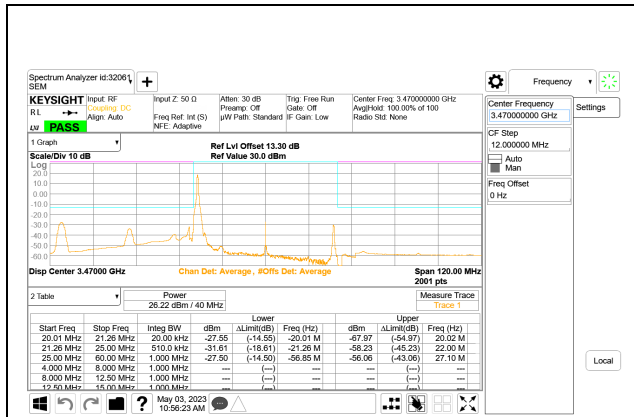 Spectrum Analyzer id:32061
SEM
Frequency
KEYSIGHT
R L
LXI
PASS
Input: RF
Coupling: DC
Align: Auto
Input Z: 50 Ω
Freq Ref: Int (S)
NFE: Adaptive
Atten: 30 dB
Preamp: Off
µW Path: Standard
Trig: Free Run
Gate: Off
IF Gain: Low
Center Freq: 3.470000000 GHz
Avg|Hold: 100.00% of 100
Radio Std: None
Center Frequency
3.470000000 GHz
Settings
CF Step
12.000000 MHz
Auto
Man
Freq Offset
0 Hz
Local
1 Graph
Scale/Div 10 dB
Ref Lvl Offset 13.30 dB
Ref Value 30.0 dBm
Log
20.0
10.0
0.00
-10.0
-20.0
-30.0
-40.0
-50.0
-60.0
Disp Center 3.47000 GHz
Chan Det: Average, #Offs Det: Average
Span 120.00 MHz
2001 pts
2 Table
Power
26.22 dBm / 40 MHz
Measure Trace
Trace 1
Lower Upper
Start Freq Stop Freq Integ BW dBm ΔLimit(dB) Freq (Hz) dBm ΔLimit(dB) Freq (Hz)
20.01 MHz 21.26 MHz 20.00 kHz -27.55 (-14.55) -20.01 M -67.97 (-54.97) 20.02 M
21.26 MHz 25.00 MHz 510.0 kHz -31.61 (-18.61) -21.26 M -58.23 (-45.23) 22.00 M
25.00 MHz 60.00 MHz 1.000 MHz -27.50 (-14.50) -56.85 M -56.06 (-43.06) 27.10 M
4.000 MHz 8.000 MHz 1.000 MHz --- (---) --- (---)
8.000 MHz 12.50 MHz 1.000 MHz --- (---) --- (---)
12.50 MHz 15.00 MHz 1.000 MHz --- (---) --- (---)
May 03, 2023
10:56:23 AM